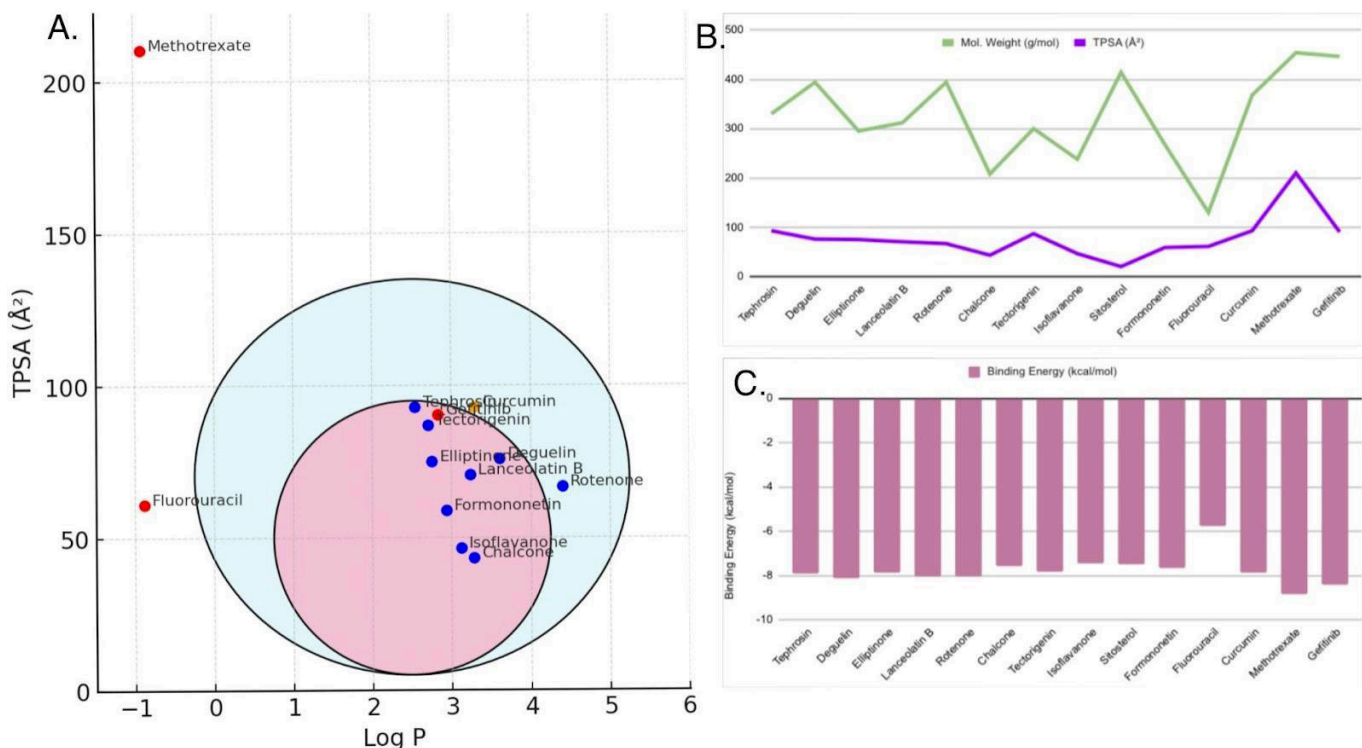 A.
Methotrexate
Fluorouracil
Tephrosin
Curcumin
Gefitinib
Tectorigenin
Elliptinone
Deguelin
Lanceolatin B
Rotenone
Formononetin
Isoflavanone
Chalcone
TPSA (Å²)
200
150
100
50
0
−1 0 1 2 3 4 5 6
Log P
B.
Mol. Weight (g/mol) TPSA (Å²)
500
400
300
200
100
0
Tephrosin Deguelin Elliptinone Lanceolatin B Rotenone Chalcone Tectorigenin Isoflavanone Sitosterol Formononetin Fluorouracil Curcumin Methotrexate Gefitinib
C.
Binding Energy (kcal/mol)
Binding Energy (kcal/mol)
0
-2
-4
-6
-8
-10
Tephrosin Deguelin Elliptinone Lanceolatin B Rotenone Chalcone Tectorigenin Isoflavanone Sitosterol Formononetin Fluorouracil Curcumin Methotrexate Gefitinib